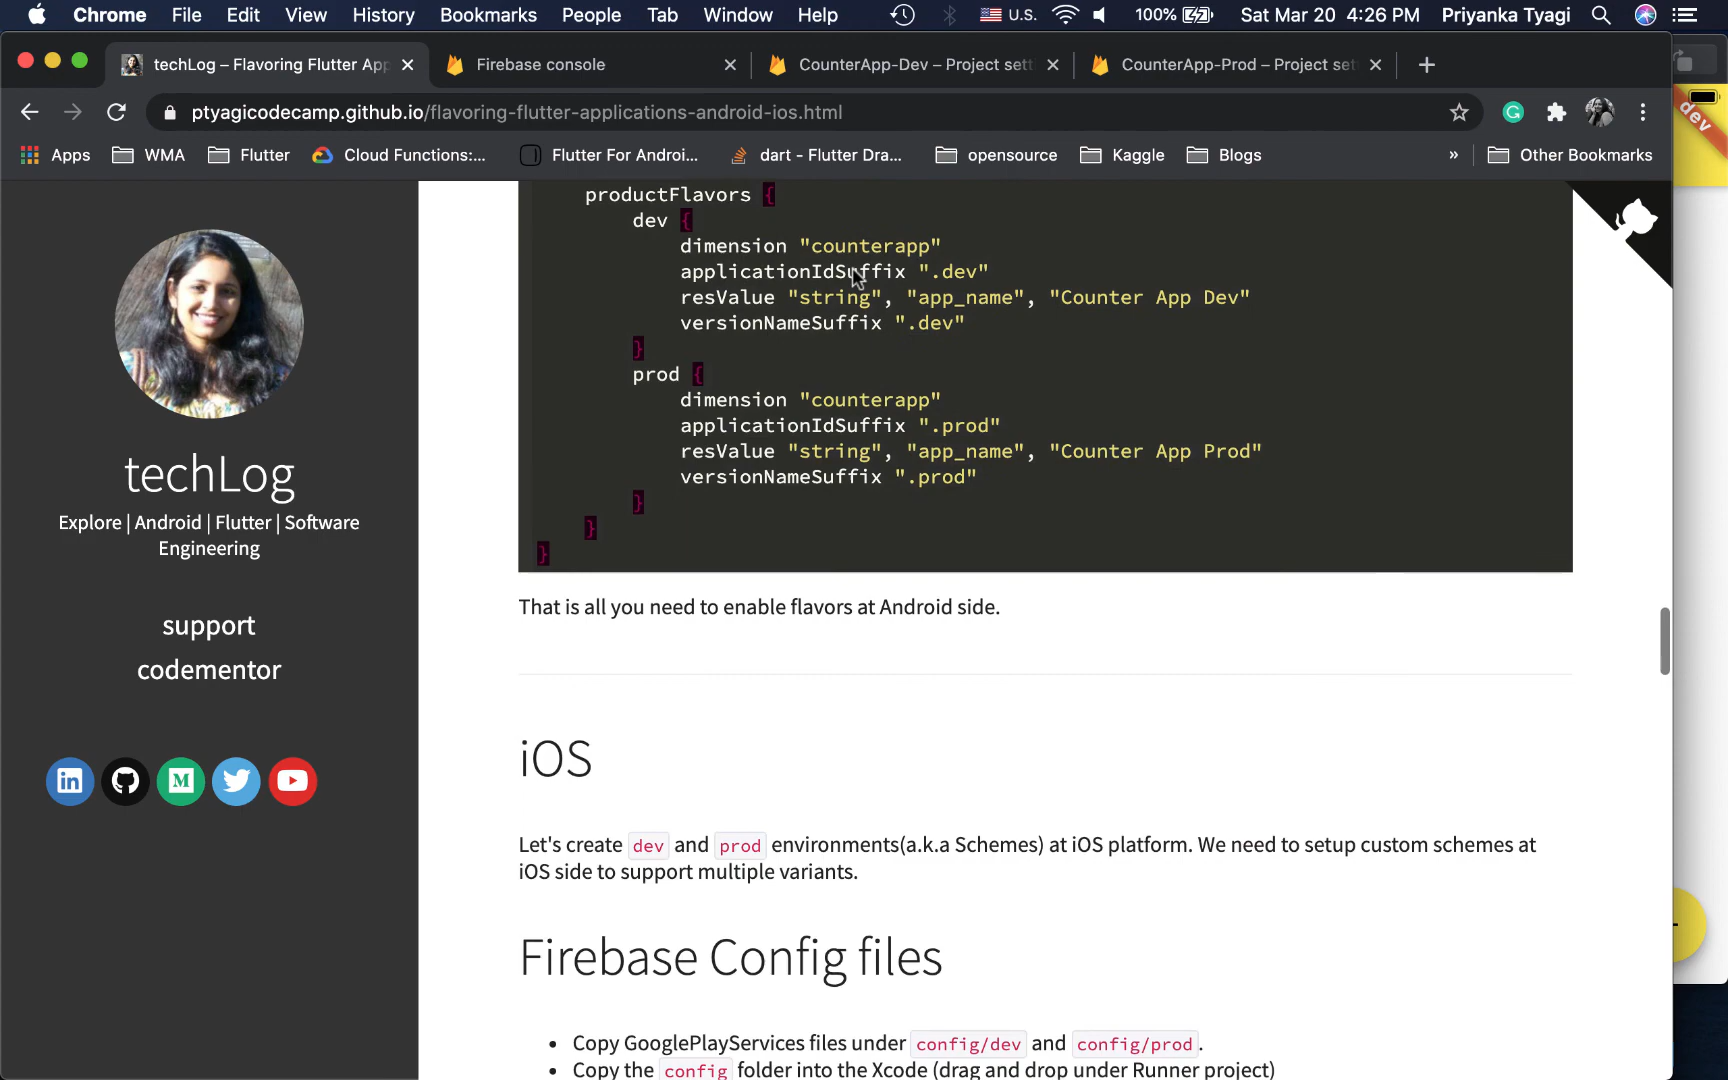 Chrome File Edit View History Bookmarks People Tab Window Help U.S. 100% Sat Mar 20 4:26 PM Priyanka Tyagi
techLog – Flavoring Flutter App Firebase console CounterApp-Dev – Project sett CounterApp-Prod – Project set
ptyagicodecamp.github.io/flavoring-flutter-applications-android-ios.html
Apps WMA Flutter Cloud Functions:... Flutter For Androi... dart - Flutter Dra... opensource Kaggle Blogs » Other Bookmarks
dev
techLog
Explore | Android | Flutter | Software
Engineering
support
codementor
productFlavors {
dev {
dimension "counterapp"
applicationIdSuffix ".dev"
resValue "string", "app_name", "Counter App Dev"
versionNameSuffix ".dev"
}
prod {
dimension "counterapp"
applicationIdSuffix ".prod"
resValue "string", "app_name", "Counter App Prod"
versionNameSuffix ".prod"
}
}
}
That is all you need to enable flavors at Android side.
iOS
Let's create dev and prod environments(a.k.a Schemes) at iOS platform. We need to setup custom schemes at
iOS side to support multiple variants.
Firebase Config files
• Copy GooglePlayServices files under config/dev and config/prod.
• Copy the config folder into the Xcode (drag and drop under Runner project)